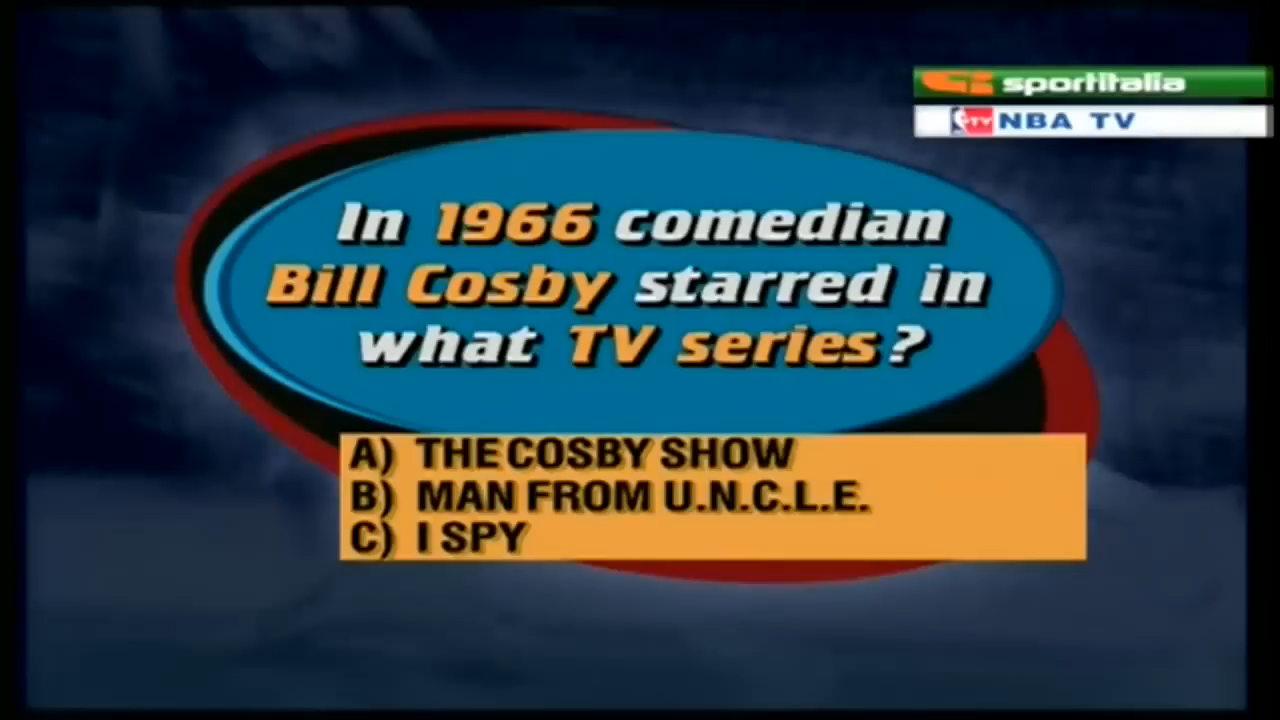 sportitalia
NBA TV
In 1966 comedian
Bill Cosby starred in
what TV series?
A) THE COSBY SHOW
B) MAN FROM U.N.C.L.E.
C) I SPY